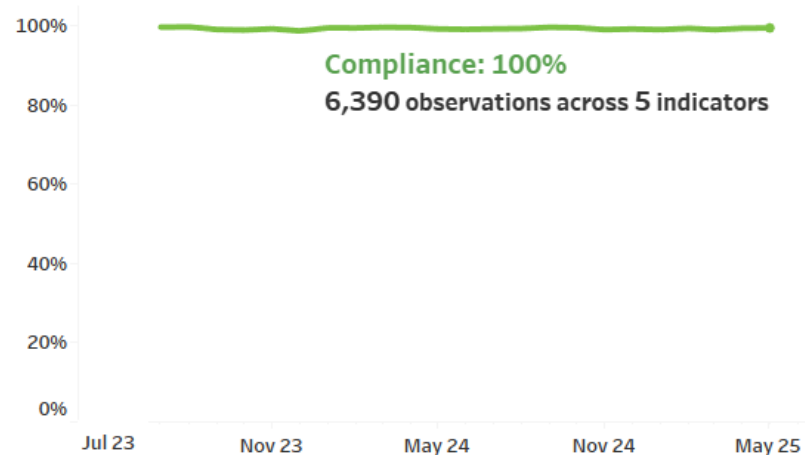 100%
Compliance: 100%
6,390 observations across 5 indicators
80%
60%
40%
20%
0%
Jul 23 Nov 23 May 24 Nov 24 May 25